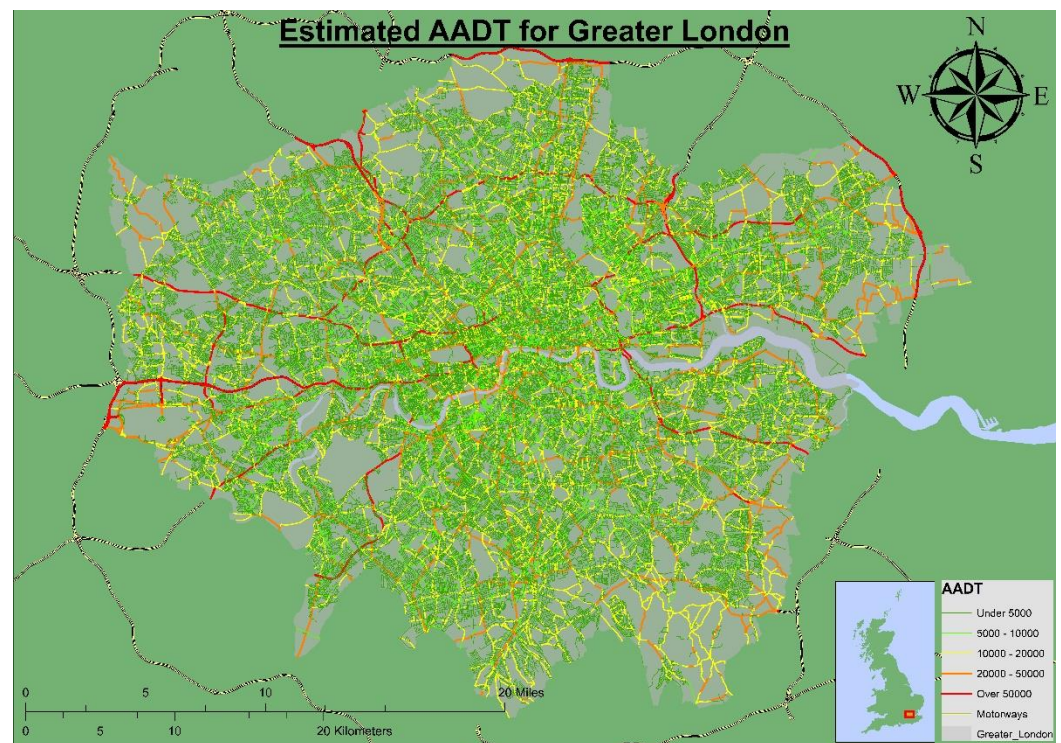 Estimated AADT for Greater London
N
W E
S
AADT
Under 5000
5000 - 10000
10000 - 20000
20000 - 50000
Over 50000
Motorways
Greater_London
0 5 10 20 Miles
0 5 10 20 Kilometers